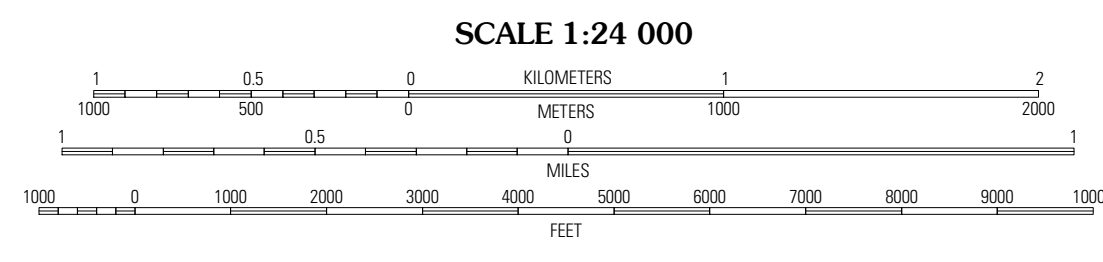 SCALE 1:24 000
1 0.5 0 KILOMETERS 1 2
1000 500 0 METERS 1000 2000
1 0.5 0 1
MILES
1000 0 1000 2000 3000 4000 5000 6000 7000 8000 9000 1000
FEET